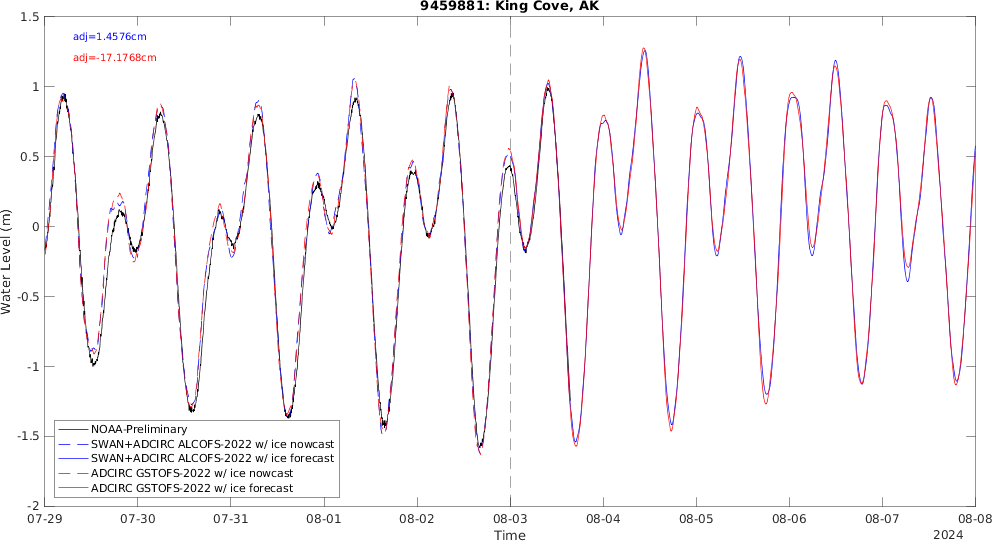 9459881: King Cove, AK
adj=1.4576cm
adj=-17.1768cm
1.5
1
0.5
0
-0.5
-1
-1.5
-2
Water Level (m)
NOAA-Preliminary
SWAN+ADCIRC ALCOFS-2022 w/ ice nowcast
SWAN+ADCIRC ALCOFS-2022 w/ ice forecast
ADCIRC GSTOFS-2022 w/ ice nowcast
ADCIRC GSTOFS-2022 w/ ice forecast
07-29 07-30 07-31 08-01 08-02 08-03 08-04 08-05 08-06 08-07 08-08
Time
2024